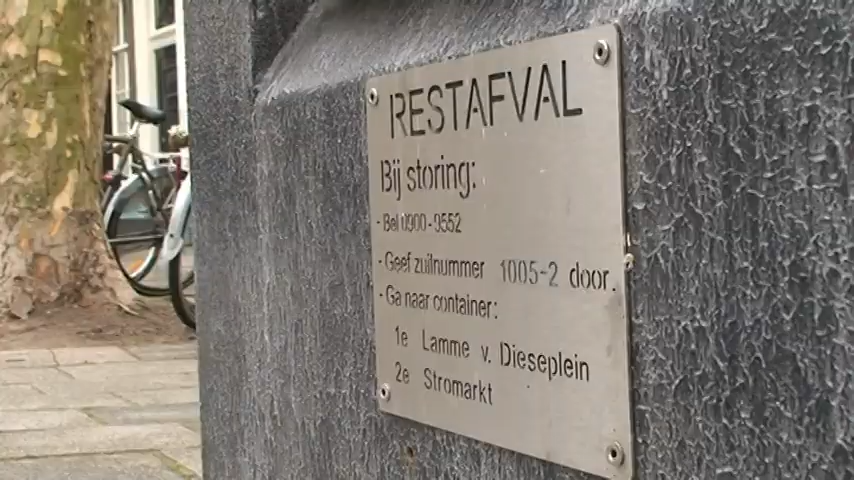 RESTAFVAL
Bij storing:
- Bel 0900-9552
- Geef zuilnummer 1005-2 door.
- Ga naar container:
1e Lamme v. Dieseplein
2e Stromarkt